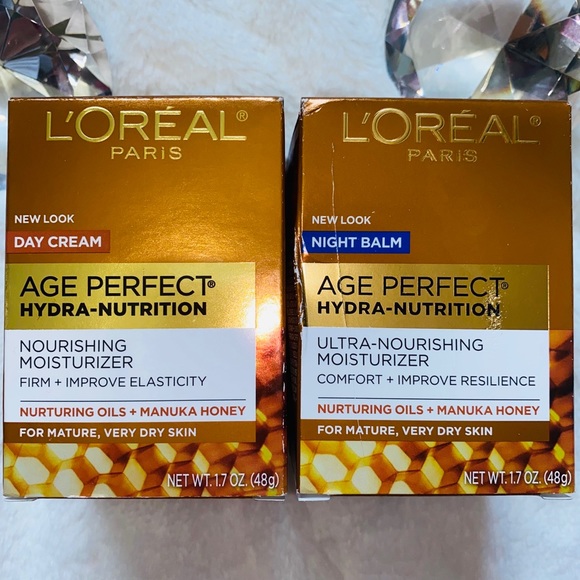 L'ORÉAL®
PARIS
NEW LOOK
DAY CREAM
AGE PERFECT®
HYDRA-NUTRITION
NOURISHING
MOISTURIZER
FIRM + IMPROVE ELASTICITY
NURTURING OILS + MANUKA HONEY
FOR MATURE, VERY DRY SKIN
NET WT. 1.7 OZ. (48g)
L'ORÉAL®
PARIS
NEW LOOK
NIGHT BALM
AGE PERFECT®
HYDRA-NUTRITION
ULTRA-NOURISHING
MOISTURIZER
COMFORT + IMPROVE RESILIENCE
NURTURING OILS + MANUKA HONEY
FOR MATURE, VERY DRY SKIN
NET WT. 1.7 OZ. (48g)